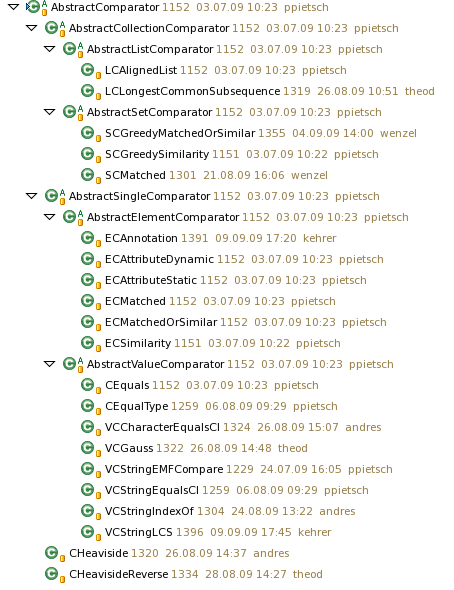 AbstractComparator 1152 03.07.09 10:23 ppietsch
AbstractCollectionComparator 1152 03.07.09 10:23 ppietsch
AbstractListComparator 1152 03.07.09 10:23 ppietsch
LCAlignedList 1152 03.07.09 10:23 ppietsch
LCLongestCommonSubsequence 1319 26.08.09 10:51 theod
AbstractSetComparator 1152 03.07.09 10:23 ppietsch
SCGreedyMatchedOrSimilar 1355 04.09.09 14:00 wenzel
SCGreedySimilarity 1151 03.07.09 10:22 ppietsch
SCMatched 1301 21.08.09 16:06 wenzel
AbstractSingleComparator 1152 03.07.09 10:23 ppietsch
AbstractElementComparator 1152 03.07.09 10:23 ppietsch
ECAnnotation 1391 09.09.09 17:20 kehrer
ECAttributeDynamic 1152 03.07.09 10:23 ppietsch
ECAttributeStatic 1152 03.07.09 10:23 ppietsch
ECMatched 1152 03.07.09 10:23 ppietsch
ECMatchedOrSimilar 1152 03.07.09 10:23 ppietsch
ECSimilarity 1151 03.07.09 10:22 ppietsch
AbstractValueComparator 1152 03.07.09 10:23 ppietsch
CEquals 1152 03.07.09 10:23 ppietsch
CEqualType 1259 06.08.09 09:29 ppietsch
VCCharacterEqualsCI 1324 26.08.09 15:07 andres
VCGauss 1322 26.08.09 14:48 theod
VCStringEMFCompare 1229 24.07.09 16:05 ppietsch
VCStringEqualsCI 1259 06.08.09 09:29 ppietsch
VCStringIndexOf 1304 24.08.09 13:22 andres
VCStringLCS 1396 09.09.09 17:45 kehrer
CHeaviside 1320 26.08.09 14:37 andres
CHeavisideReverse 1334 28.08.09 14:27 theod